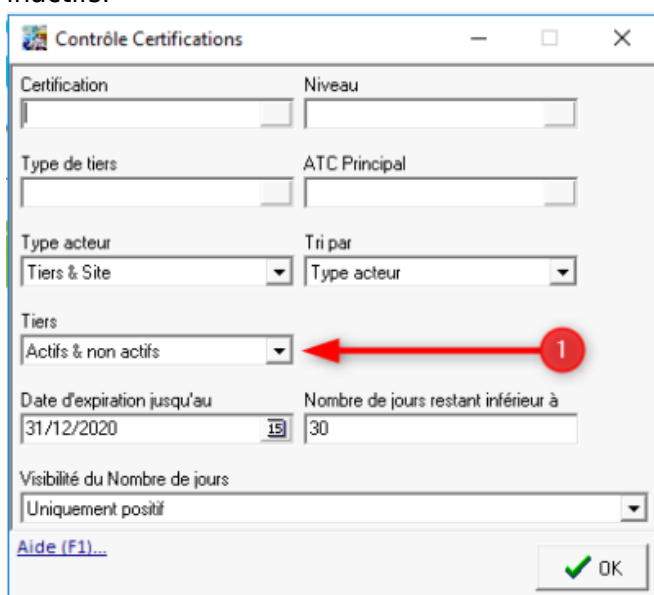 inactifs.
Contrôle Certifications
Certification Niveau
Type de tiers ATC Principal
Type acteur Tri par
Tiers & Site Type acteur
Tiers
Actifs & non actifs 1
Date d'expiration jusqu'au Nombre de jours restant inférieur à
31/12/2020 15 30
Visibilité du Nombre de jours
Uniquement positif
Aide (F1)...
OK